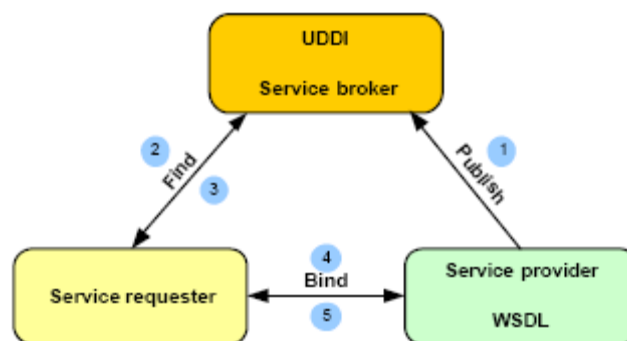 UDDI
Service broker
1
Publish
2
Find
3
Service requester
4
Bind
5
Service provider
WSDL